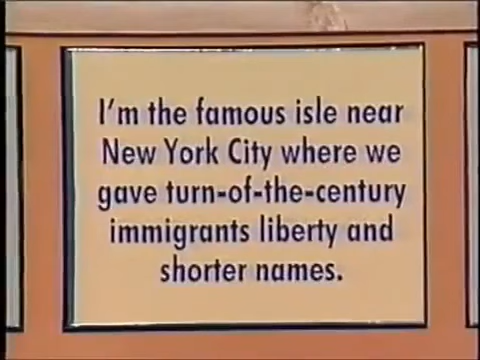 I'm the famous isle near
New York City where we
gave turn-of-the-century
immigrants liberty and
shorter names.